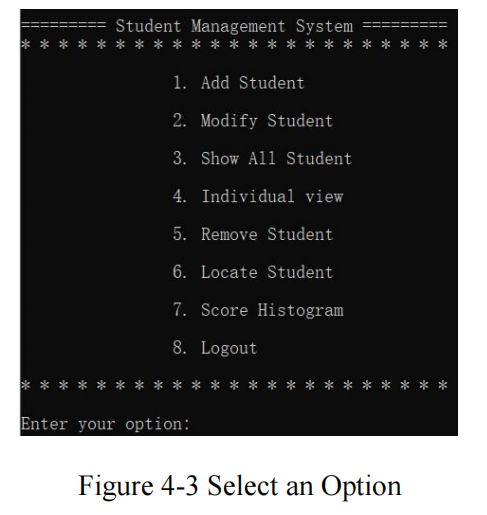 ========= Student Management System =========
* * * * * * * * * * * * * * * * * * * * * * *
1. Add Student
2. Modify Student
3. Show All Student
4. Individual view
5. Remove Student
6. Locate Student
7. Score Histogram
8. Logout
* * * * * * * * * * * * * * * * * * * * * * *
Enter your option:
Figure 4-3 Select an Option